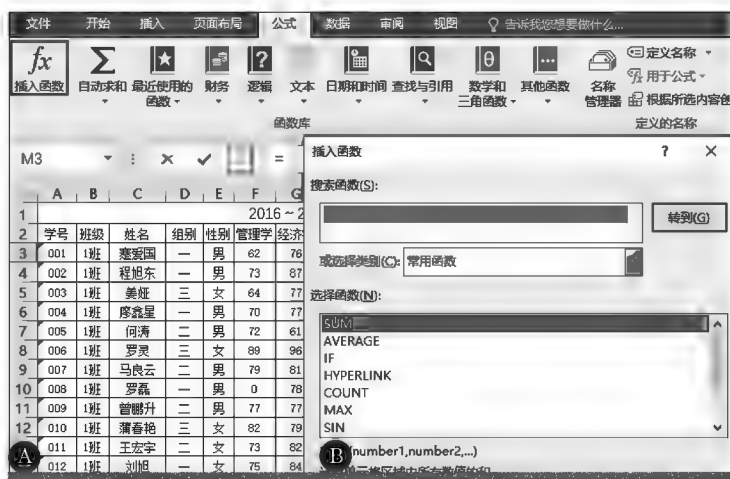 文件 开始 插入 页面布局 公式 数据 审阅 视图 告诉我您想要做什么...
fx Σ ? θ ...
插入函数 自动求和 最近使用的函数 财务 逻辑 文本 日期和时间 查找与引用 数学和三角函数 其他函数 名称管理器 定义名称 用于公式 根据所选内容创
函数库 定义的名称
M3 : × ✓ =
插入函数 ? ×
搜索函数(S):
转到(G)
或选择类别(C): 常用函数
选择函数(N):
SUM
AVERAGE
IF
HYPERLINK
COUNT
MAX
SIN
(number1,number2,...)
A B C D E F G
1 2016~2
2 学号 班级 姓名 组别 性别 管理学 经济
3 001 1班 蹇爱国 一 男 62 76
4 002 1班 程旭东 一 男 73 87
5 003 1班 姜娅 三 女 64 77
6 004 1班 廖鑫星 一 男 70 77
7 005 1班 何涛 二 男 72 61
8 006 1班 罗灵 三 女 89 96
9 007 1班 马良云 二 男 79 81
10 008 1班 罗磊 一 男 0 78
11 009 1班 曾鹏升 二 男 77 77
12 010 1班 蒲春艳 三 女 82 79
011 1班 王宏宇 二 女 73 82
012 1班 刘旭 一 女 75 84
A
B